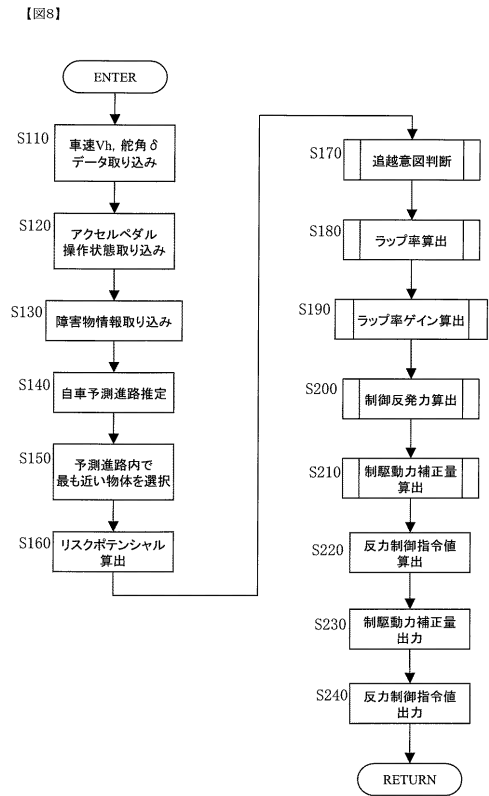 【図8】
ENTER
S110
車速Vh, 舵角δ
データ取り込み
S120
アクセルペダル
操作状態取り込み
S130
障害物情報取り込み
S140
自車予測進路推定
S150
予測進路内で
最も近い物体を選択
S160
リスクポテンシャル
算出
S170
追越意図判断
S180
ラップ率算出
S190
ラップ率ゲイン算出
S200
制御反発力算出
S210
制駆動力補正量
算出
S220
反力制御指令値
算出
S230
制駆動力補正量
出力
S240
反力制御指令値
出力
RETURN